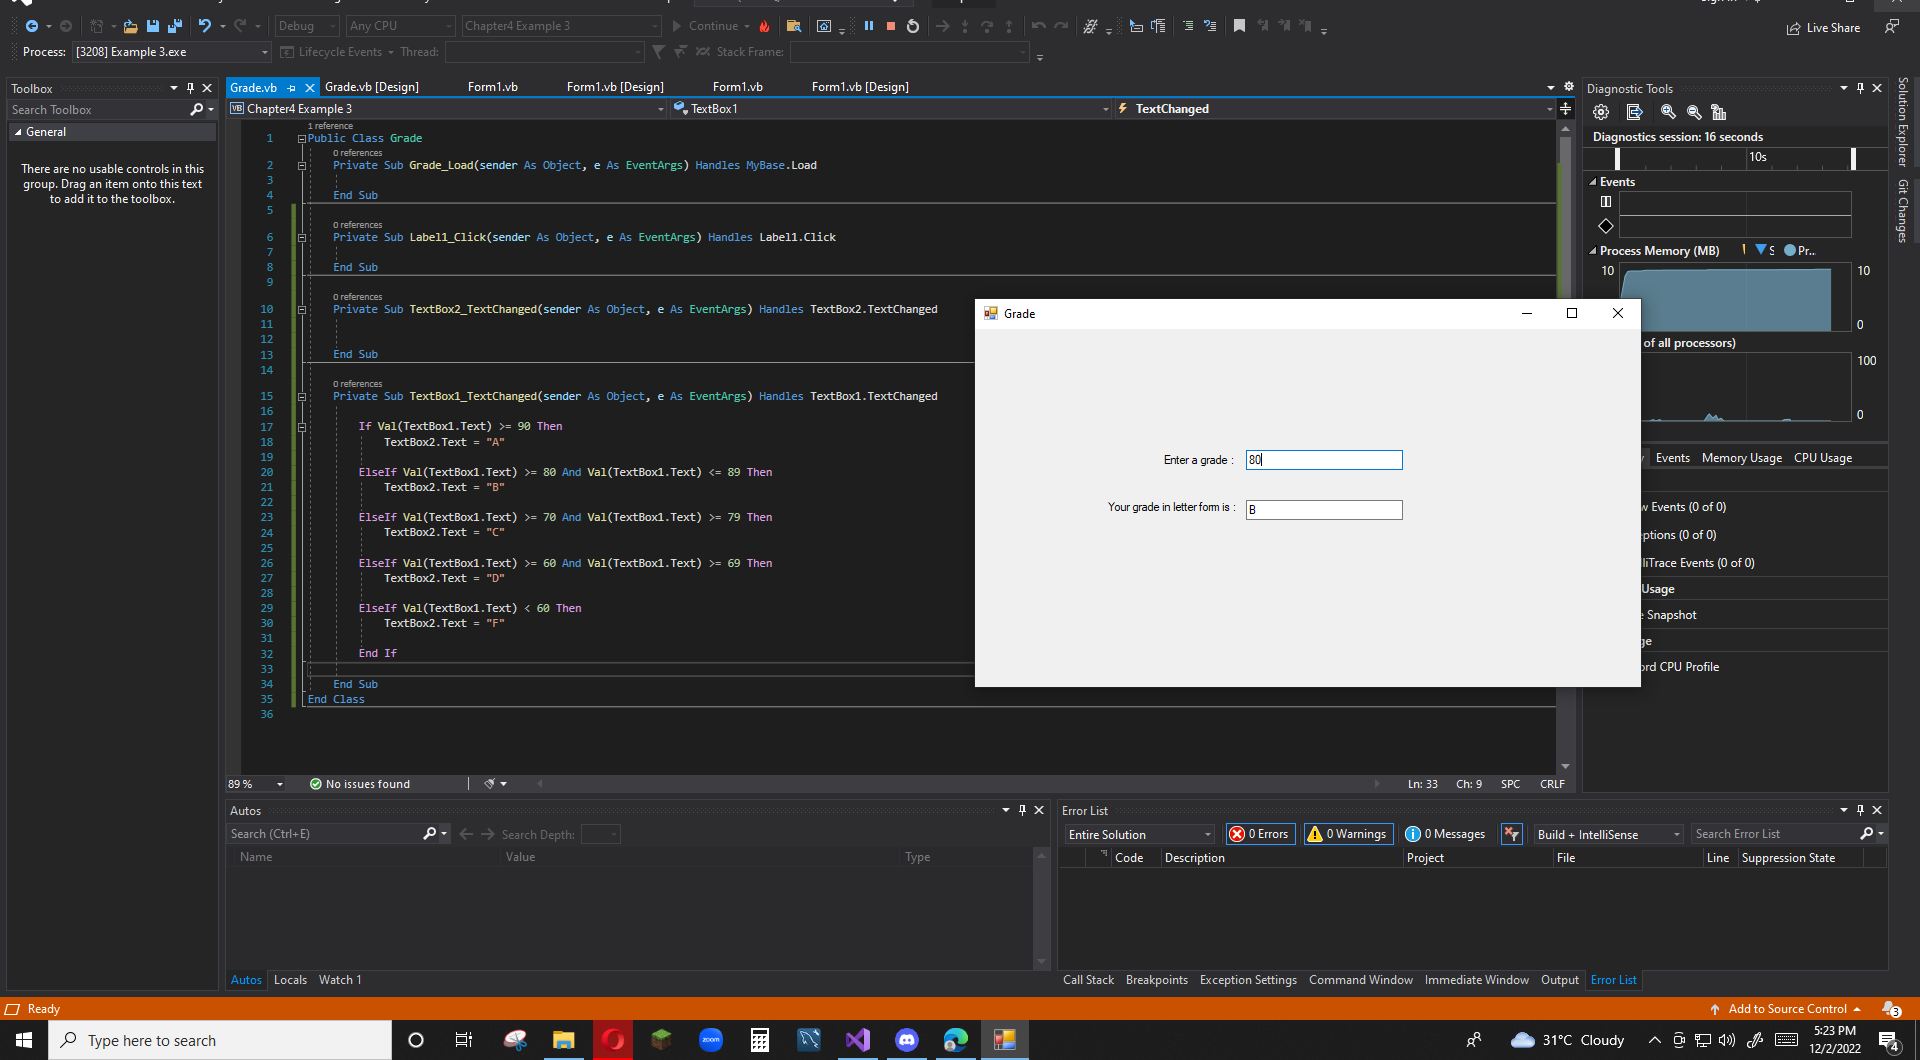 Debug Any CPU Chapter4 Example 3 Continue Live Share
Process: [3208] Example 3.exe Lifecycle Events Thread: Stack Frame:
Toolbox
Search Toolbox
General
There are no usable controls in this
group. Drag an item onto this text
to add it to the toolbox.
Grade.vb Grade.vb [Design] Form1.vb Form1.vb [Design] Form1.vb Form1.vb [Design]
VB Chapter4 Example 3 TextBox1 TextChanged
1 reference
1 Public Class Grade
0 references
2 Private Sub Grade_Load(sender As Object, e As EventArgs) Handles MyBase.Load
3
4 End Sub
5
0 references
6 Private Sub Label1_Click(sender As Object, e As EventArgs) Handles Label1.Click
7
8 End Sub
9
0 references
10 Private Sub TextBox2_TextChanged(sender As Object, e As EventArgs) Handles TextBox2.TextChanged
11
12
13 End Sub
14
0 references
15 Private Sub TextBox1_TextChanged(sender As Object, e As EventArgs) Handles TextBox1.TextChanged
16
17 If Val(TextBox1.Text) >= 90 Then
18 TextBox2.Text = "A"
19
20 ElseIf Val(TextBox1.Text) >= 80 And Val(TextBox1.Text) <= 89 Then
21 TextBox2.Text = "B"
22
23 ElseIf Val(TextBox1.Text) >= 70 And Val(TextBox1.Text) >= 79 Then
24 TextBox2.Text = "C"
25
26 ElseIf Val(TextBox1.Text) >= 60 And Val(TextBox1.Text) >= 69 Then
27 TextBox2.Text = "D"
28
29 ElseIf Val(TextBox1.Text) < 60 Then
30 TextBox2.Text = "F"
31
32 End If
33
34 End Sub
35 End Class
36
89 % No issues found Ln: 33 Ch: 9 SPC CRLF
Grade
Enter a grade : 80
Your grade in letter form is : B
Diagnostic Tools
Diagnostics session: 16 seconds
10s
Events
Process Memory (MB) S Pr...
10 10
0
of all processors)
100
0
Events Memory Usage CPU Usage
w Events (0 of 0)
eptions (0 of 0)
lliTrace Events (0 of 0)
Usage
e Snapshot
ge
ord CPU Profile
Solution Explorer
Git Changes
Autos
Search (Ctrl+E) Search Depth:
Name Value Type
Autos Locals Watch 1
Error List
Entire Solution 0 Errors 0 Warnings 0 Messages Build + IntelliSense Search Error List
Code Description Project File Line Suppression State
Call Stack Breakpoints Exception Settings Command Window Immediate Window Output Error List
Ready Add to Source Control 3
Type here to search zoom 31°C Cloudy 5:23 PM
12/2/2022 4